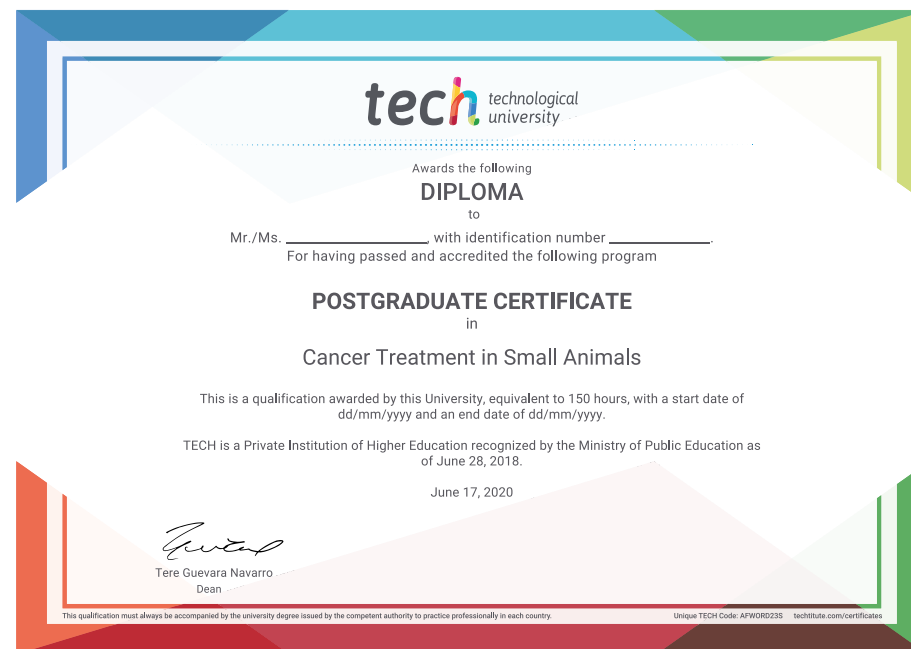 tech technological
university
Awards the following
DIPLOMA
to
Mr./Ms. ____________, with identification number ____________.
For having passed and accredited the following program
POSTGRADUATE CERTIFICATE
in
Cancer Treatment in Small Animals
This is a qualification awarded by this University, equivalent to 150 hours, with a start date of
dd/mm/yyyy and an end date of dd/mm/yyyy.
TECH is a Private Institution of Higher Education recognized by the Ministry of Public Education as
of June 28, 2018.
June 17, 2020
Tere Guevara Navarro
Dean
This qualification must always be accompanied by the university degree issued by the competent authority to practice professionally in each country. Unique TECH Code: AFWORD23S techtitute.com/certificates